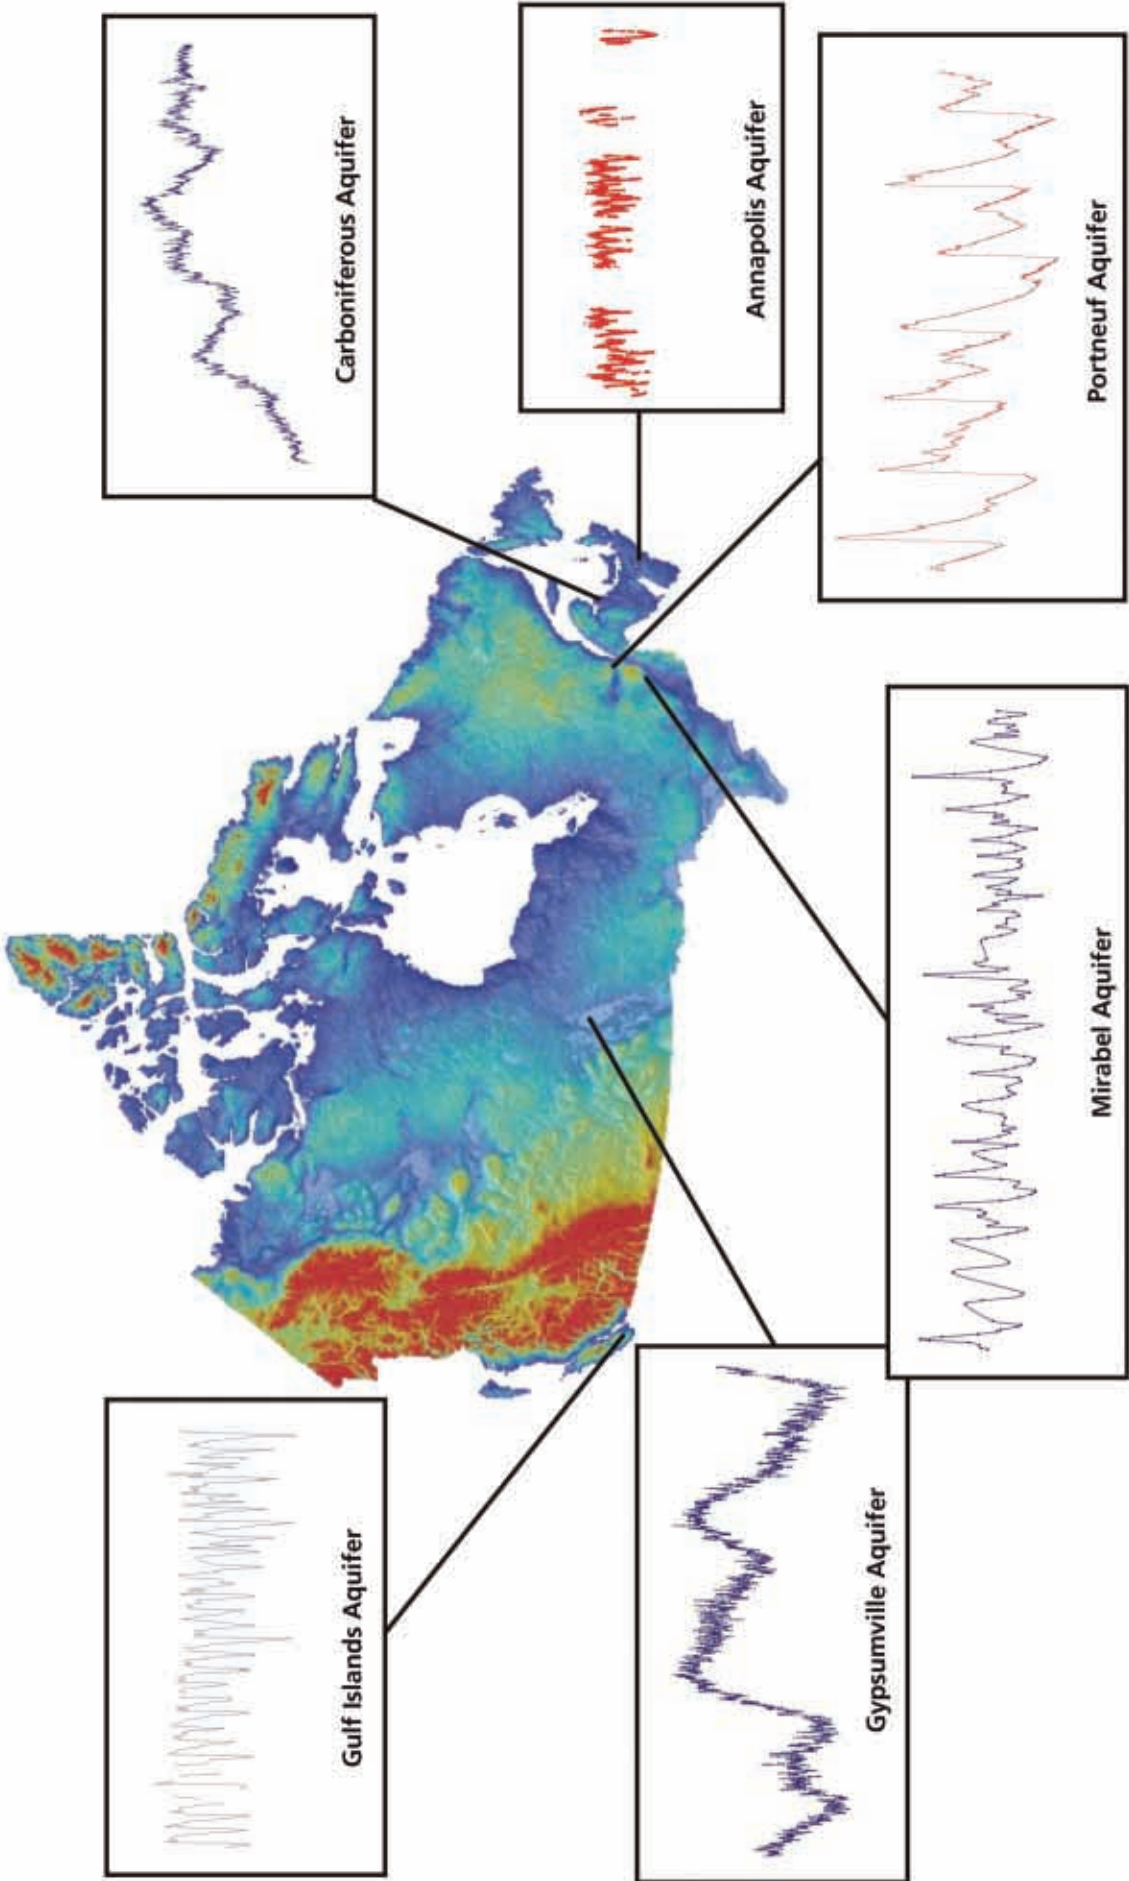 Carboniferous Aquifer
Annapolis Aquifer
Portneuf Aquifer
Mirabel Aquifer
Gulf Islands Aquifer
Gypsumville Aquifer